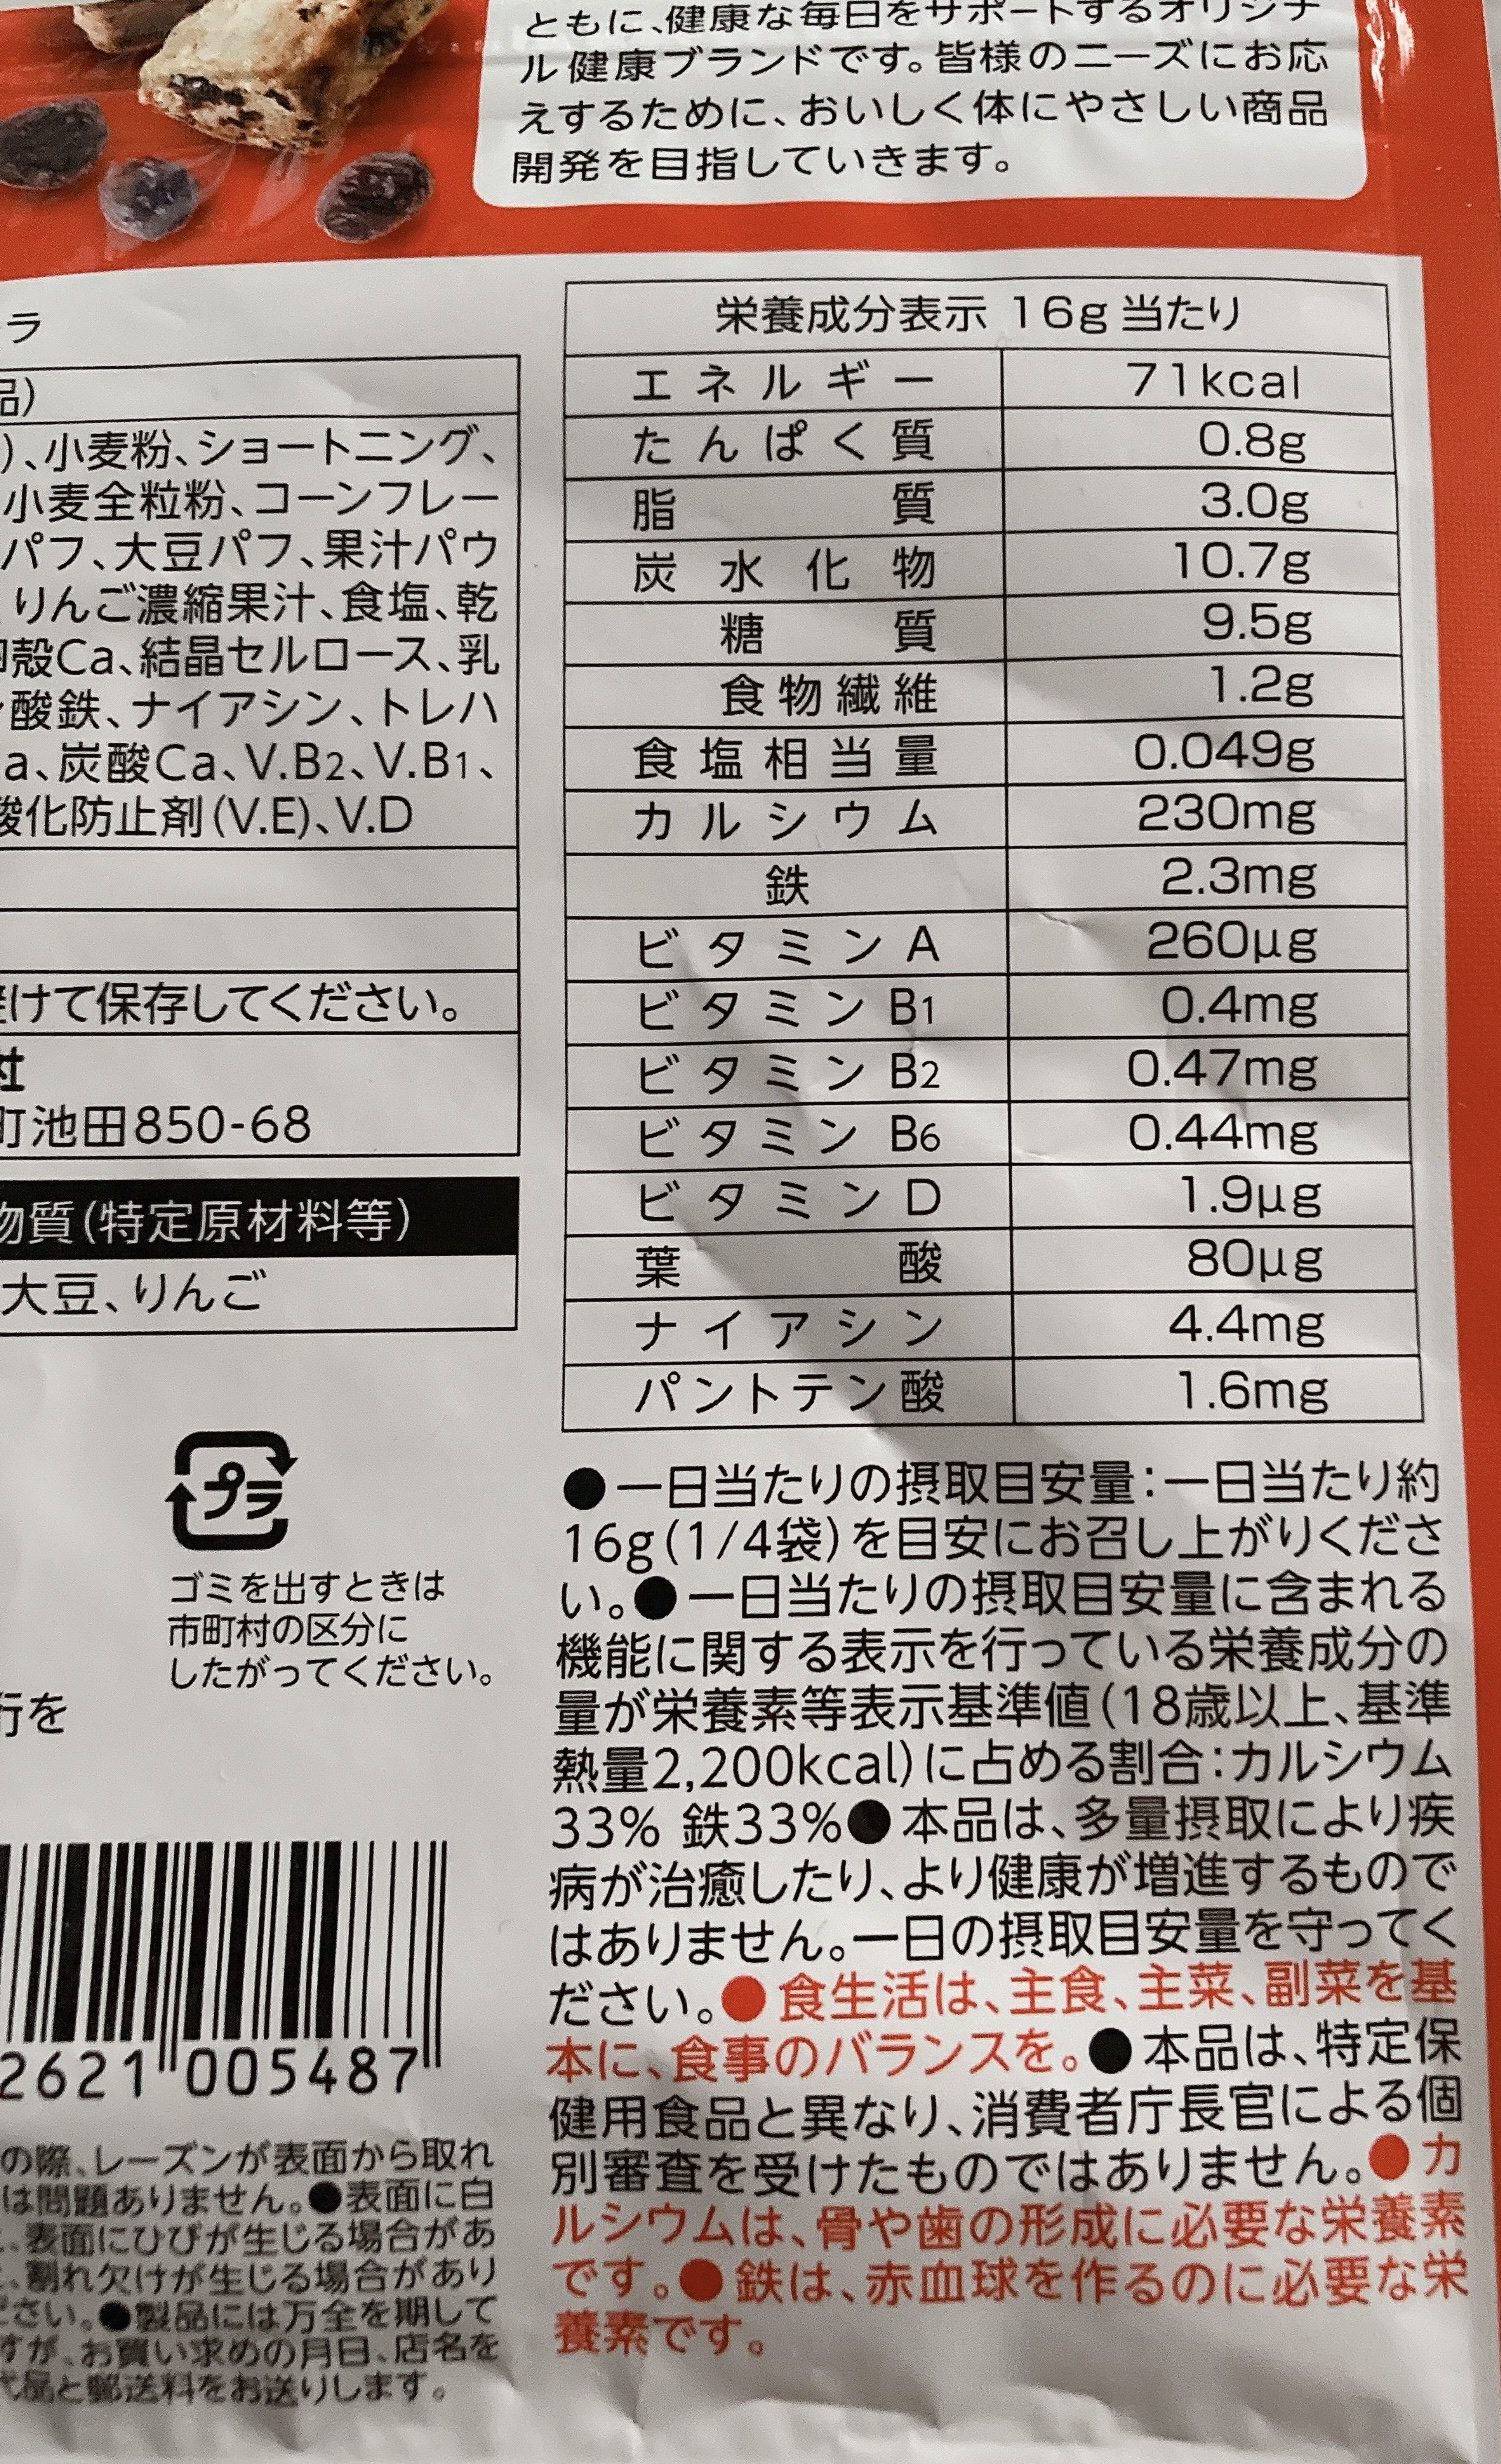 ともに、健康な毎日をサポートするオリジナ
ル健康ブランドです。皆様のニーズにお応
えするために、おいしく体にやさしい商品
開発を目指していきます。
ラ
品)
)、小麦粉、ショートニング、
小麦全粒粉、コーンフレー
パフ、大豆パフ、果汁パウ
りんご濃縮果汁、食塩、乾
殻Ca、結晶セルロース、乳
酸鉄、ナイアシン、トレハ
a、炭酸Ca、V.B2、V.B1、
酸化防止剤(V.E)、V.D
避けて保存してください。
社
町池田850-68
物質(特定原材料等)
大豆、りんご
プラ
ゴミを出すときは
市町村の区分に
したがってください。
行を
2621 005487
の際、レーズンが表面から取れ
は問題ありません。●表面に白
、表面にひびが生じる場合があ
、割れ欠けが生じる場合があり
ださい。●製品には万全を期して
すが、お買い求めの月日、店名を
代品と郵送料をお送りします。
栄養成分表示 16g当たり
エネルギー 71kcal
たんぱく質 0.8g
脂質 3.0g
炭水化物 10.7g
糖質 9.5g
食物繊維 1.2g
食塩相当量 0.049g
カルシウム 230mg
鉄 2.3mg
ビタミンA 260μg
ビタミンB1 0.4mg
ビタミンB2 0.47mg
ビタミンB6 0.44mg
ビタミンD 1.9μg
葉酸 80μg
ナイアシン 4.4mg
パントテン酸 1.6mg
●一日当たりの摂取目安量:一日当たり約
16g(1/4袋)を目安にお召し上がりくださ
い。●一日当たりの摂取目安量に含まれる
機能に関する表示を行っている栄養成分の
量が栄養素等表示基準値(18歳以上、基準
熱量2,200kcal)に占める割合:カルシウム
33% 鉄33%●本品は、多量摂取により疾
病が治癒したり、より健康が増進するもので
はありません。一日の摂取目安量を守ってく
ださい。●食生活は、主食、主菜、副菜を基
本に、食事のバランスを。●本品は、特定保
健用食品と異なり、消費者庁長官による個
別審査を受けたものではありません。●カ
ルシウムは、骨や歯の形成に必要な栄養素
です。●鉄は、赤血球を作るのに必要な栄
養素です。